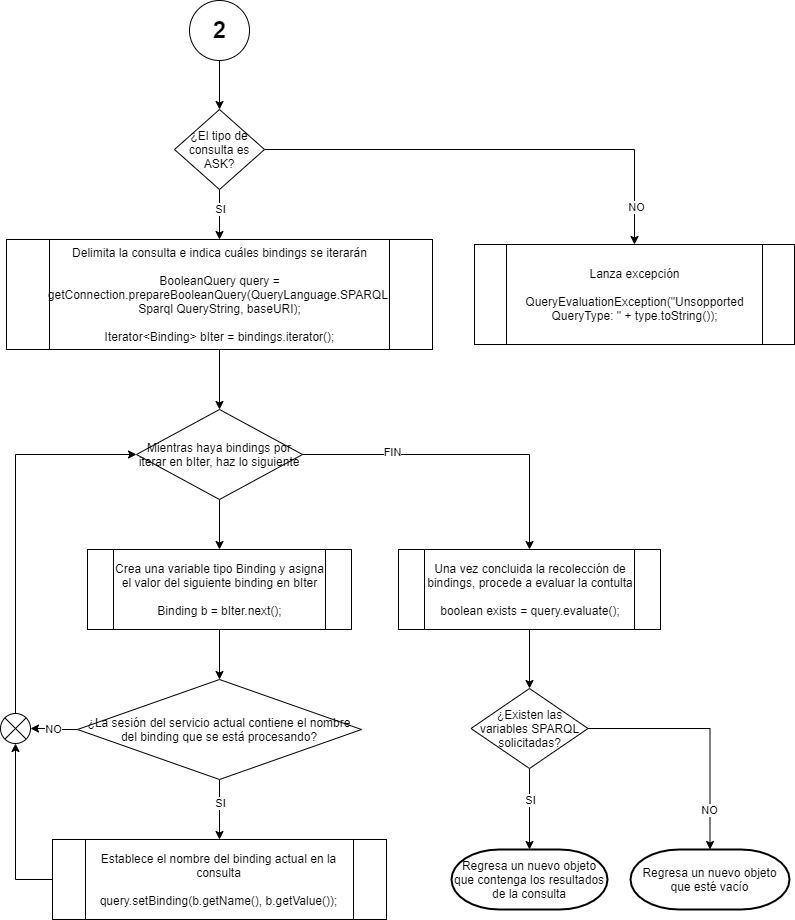 2
¿El tipo de
consulta es
ASK?
SI
NO
Delimita la consulta e indica cuáles bindings se iterarán
BooleanQuery query =
getConnection.prepareBooleanQuery(QueryLanguage.SPARQL
Sparql QueryString, baseURI);
Iterator<Binding> bIter = bindings.iterator();
Lanza excepción
QueryEvaluationException("Unsopported
QueryType: " + type.toString());
Mientras haya bindings por
iterar en bIter, haz lo siguiente
FIN
Crea una variable tipo Binding y asigna
el valor del siguiente binding en bIter
Binding b = bIter.next();
Una vez concluida la recolección de
bindings, procede a evaluar la contulta
boolean exists = query.evaluate();
¿La sesión del servicio actual contiene el nombre
del binding que se está procesando?
NO
SI
¿Existen las
variables SPARQL
solicitadas?
SI
NO
Establece el nombre del binding actual en la
consulta
query.setBinding(b.getName(), b.getValue());
Regresa un nuevo objeto
que contenga los resultados
de la consulta
Regresa un nuevo objeto
que esté vacío